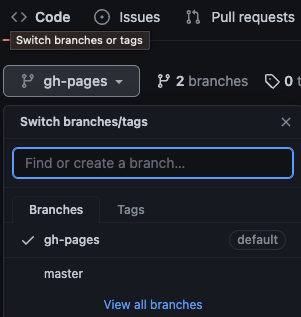 Code Issues Pull requests
Switch branches or tags
gh-pages 2 branches 0
Switch branches/tags
Find or create a branch...
Branches Tags
gh-pages default
master
View all branches